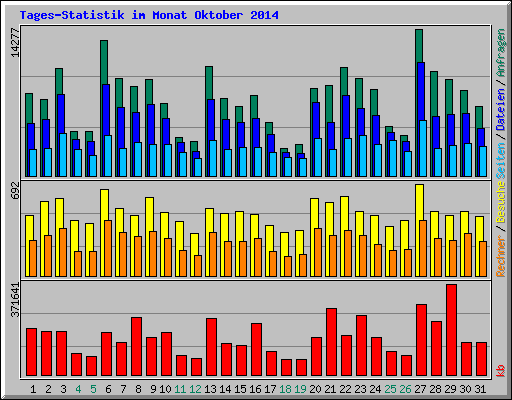 Tages-Statistik im Monat Oktober 2014
14277
692
371641
Rechner / Besuche Seiten / Dateien / Anfragen
kb
1 2 3 4 5 6 7 8 9 10 11 12 13 14 15 16 17 18 19 20 21 22 23 24 25 26 27 28 29 30 31